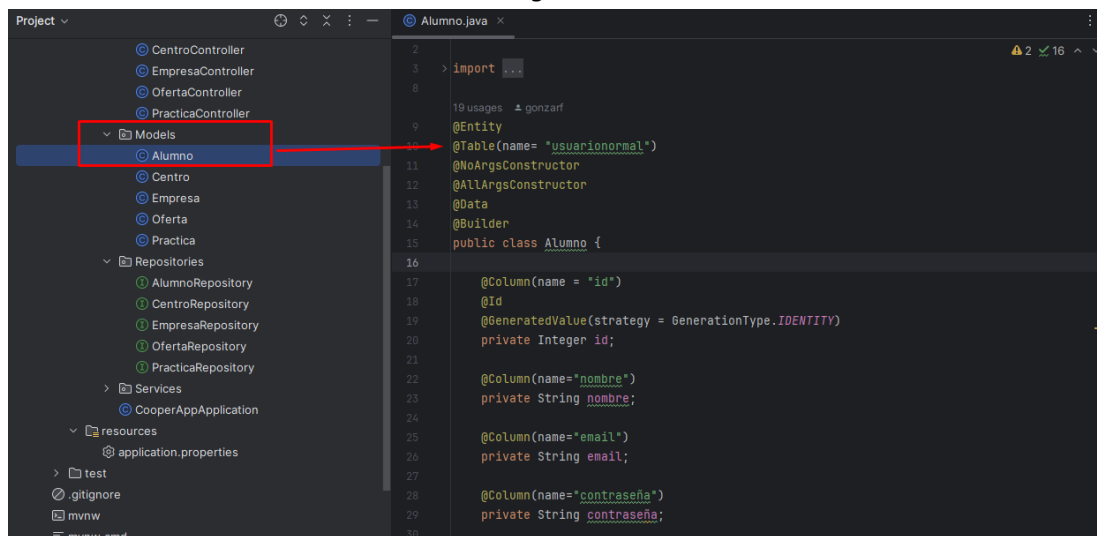 Project
Alumno.java
CentroController
EmpresaController
OfertaController
PracticaController
Models
Alumno
Centro
Empresa
Oferta
Practica
Repositories
AlumnoRepository
CentroRepository
EmpresaRepository
OfertaRepository
PracticaRepository
Services
CooperAppApplication
resources
application.properties
test
.gitignore
mvnw
2 16
2
3 import ...
8
19 usages gonzarf
9 @Entity
10 @Table(name= "usuarionormal")
11 @NoArgsConstructor
12 @AllArgsConstructor
13 @Data
14 @Builder
15 public class Alumno {
16
17 @Column(name = "id")
18 @Id
19 @GeneratedValue(strategy = GenerationType.IDENTITY)
20 private Integer id;
21
22 @Column(name="nombre")
23 private String nombre;
24
25 @Column(name="email")
26 private String email;
27
28 @Column(name="contraseña")
29 private String contraseña;
30